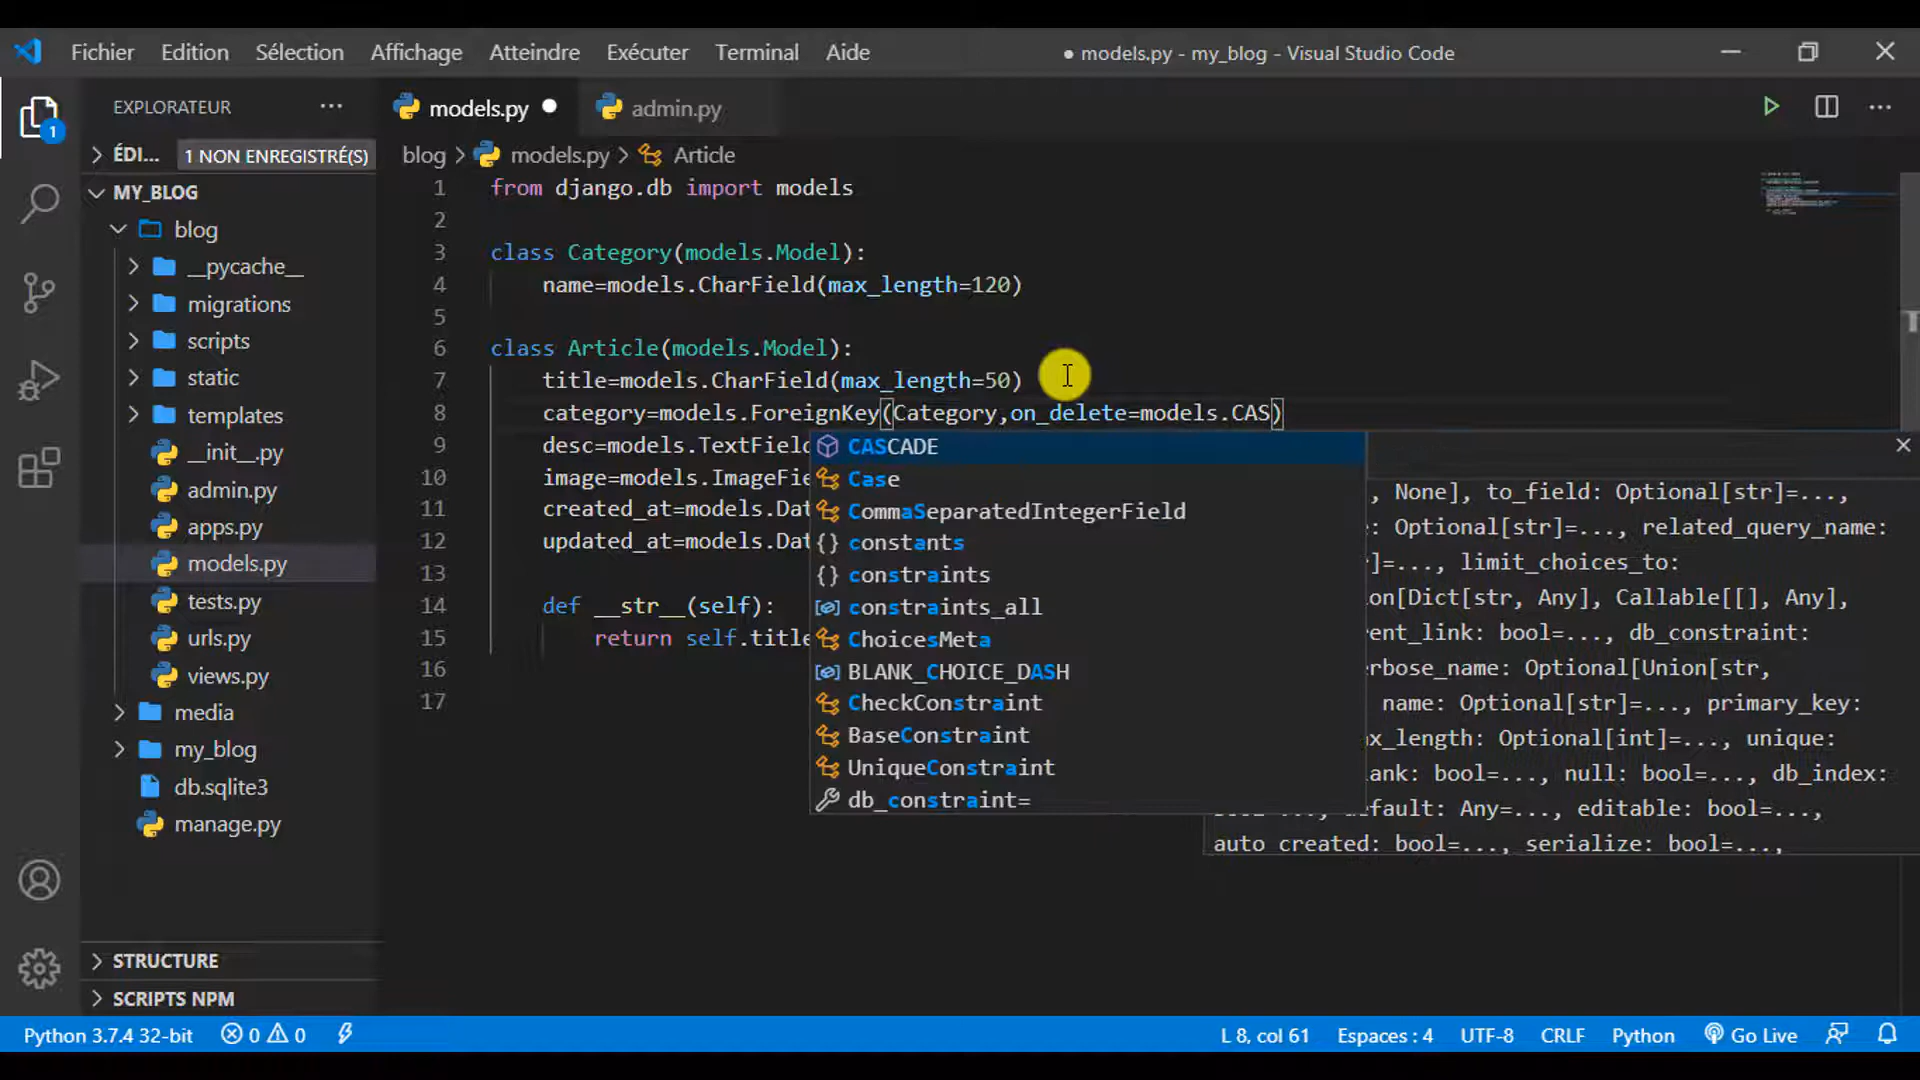 Fichier Edition Sélection Affichage Atteindre Exécuter Terminal Aide
● models.py - my_blog - Visual Studio Code
EXPLORATEUR ···
models.py
admin.py
ÉDI... 1 NON ENREGISTRÉ(S)
blog > models.py > Article
1
MY_BLOG
blog
__pycache__
migrations
scripts
static
templates
__init__.py
admin.py
apps.py
models.py
tests.py
urls.py
views.py
media
my_blog
db.sqlite3
manage.py
STRUCTURE
SCRIPTS NPM
1 from django.db import models
2
3 class Category(models.Model):
4 name=models.CharField(max_length=120)
5
6 class Article(models.Model):
7 title=models.CharField(max_length=50)
8 category=models.ForeignKey(Category,on_delete=models.CAS)
9 desc=models.TextField
10 image=models.ImageFie
11 created_at=models.Dat
12 updated_at=models.Dat
13
14 def __str__(self):
15 return self.title
16
17
CASCADE
Case
CommaSeparatedIntegerField
constants
constraints
constraints_all
ChoicesMeta
BLANK_CHOICE_DASH
CheckConstraint
BaseConstraint
UniqueConstraint
db_constraint=
, None], to_field: Optional[str]=...,
: Optional[str]=..., related_query_name:
]=..., limit_choices_to:
on[Dict[str, Any], Callable[[], Any],
ent_link: bool=..., db_constraint:
erbose_name: Optional[Union[str,
name: Optional[str]=..., primary_key:
x_length: Optional[int]=..., unique:
ank: bool=..., null: bool=..., db_index:
efault: Any=..., editable: bool=...,
auto_created: bool=..., serialize: bool=...,
Python 3.7.4 32-bit 0 0
L 8, col 61 Espaces : 4 UTF-8 CRLF Python Go Live